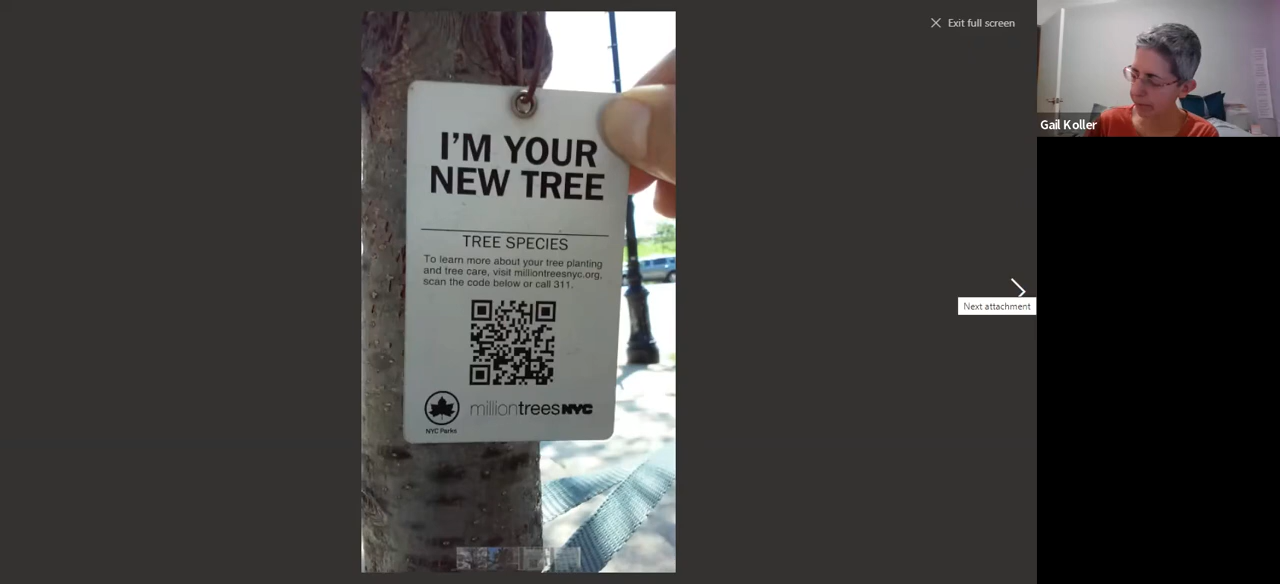 Exit full screen
I'M YOUR
NEW TREE
TREE SPECIES
To learn more about your tree planting
and tree care, visit milliontreesnyc.org,
scan the code below or call 311.
NYC Parks
milliontreesNYC
Next attachment
Gail Koller